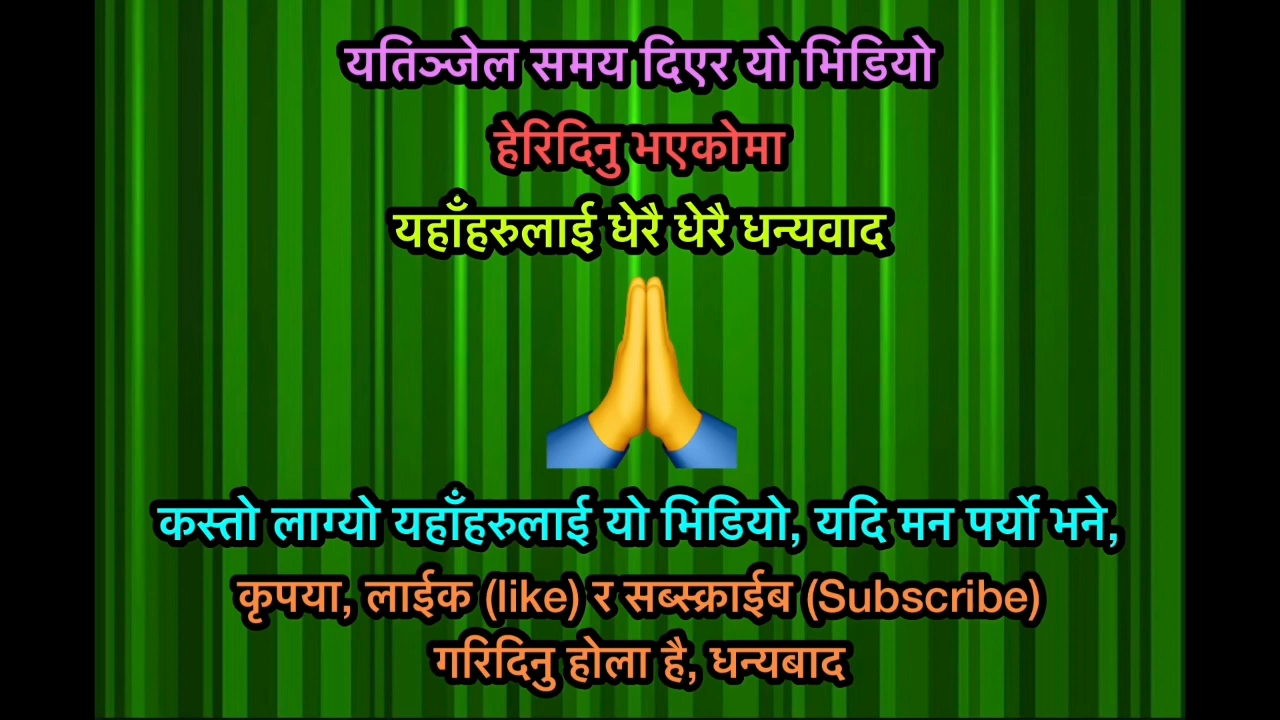 यतिञ्जेल समय दिएर यो भिडियो
हेरिदिनु भएकोमा
यहाँहरुलाई धेरै धेरै धन्यवाद
कस्तो लाग्यो यहाँहरुलाई यो भिडियो, यदि मन पर्यो भने,
कृपया, लाईक (like) र सब्स्क्राईब (Subscribe)
गरिदिनु होला है, धन्यबाद